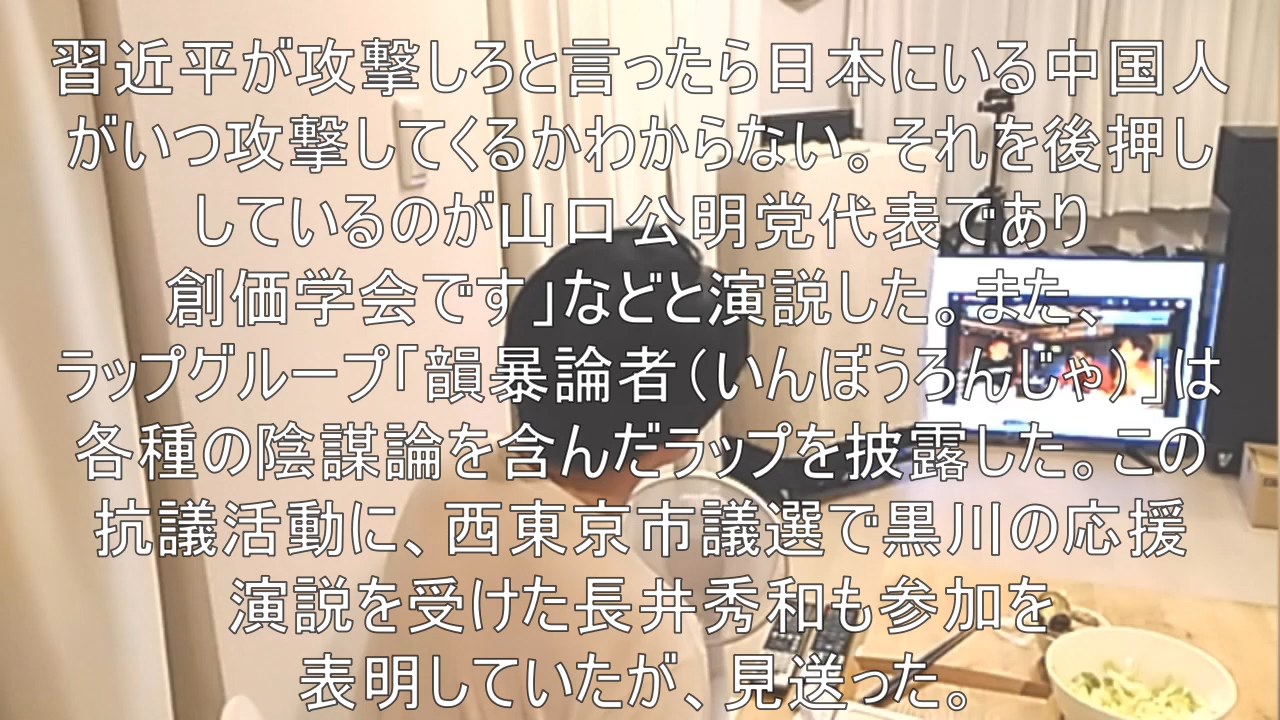 習近平が攻撃しろと言ったら日本にいる中国人
がいつ攻撃してくるかわからない。それを後押し
しているのが山口公明党代表であり
創価学会です」などと演説した。また、
ラップグループ「韻暴論者（いんぼうろんじゃ）」は
各種の陰謀論を含んだラップを披露した。この
抗議活動に、西東京市議選で黒川の応援
演説を受けた長井秀和も参加を
表明していたが、見送った。